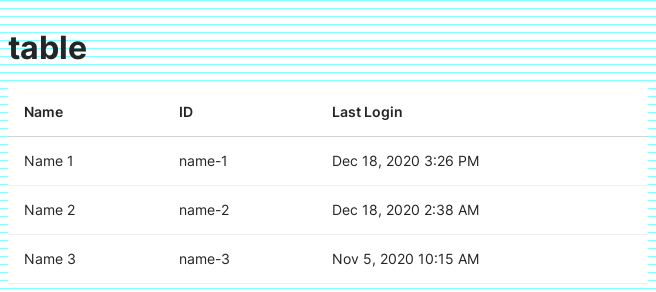 table
Name ID Last Login
Name 1 name-1 Dec 18, 2020 3:26 PM
Name 2 name-2 Dec 18, 2020 2:38 AM
Name 3 name-3 Nov 5, 2020 10:15 AM